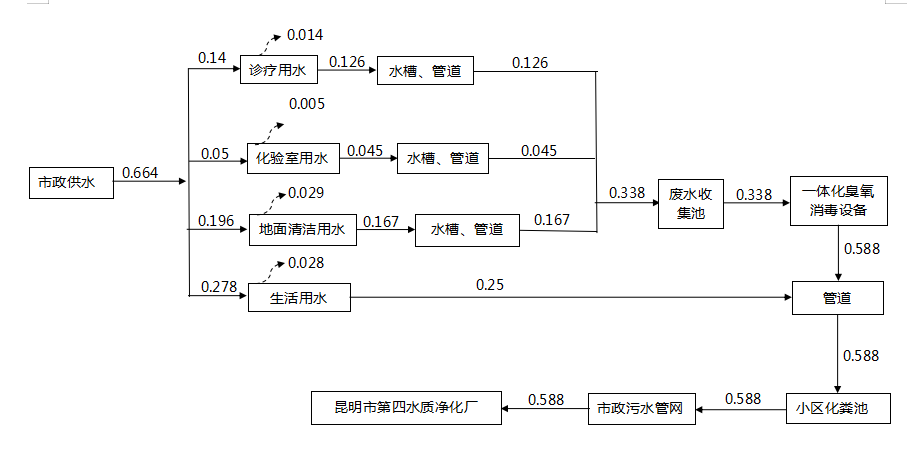 0.014
0.14
诊疗用水
0.126
水槽、管道
0.126
0.005
0.05
化验室用水
0.045
水槽、管道
0.045
市政供水
0.664
0.029
0.196
地面清洁用水
0.167
水槽、管道
0.167
0.338
废水收
集池
0.338
一体化臭氧
消毒设备
0.588
0.028
0.278
生活用水
0.25
管道
0.588
昆明市第四水质净化厂
0.588
市政污水管网
0.588
小区化粪池